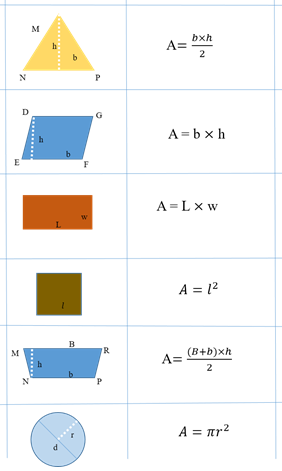 M
h
b
N P
A= b×h/2
D G
h
b
E F
A = b × h
w
L
A = L × w
l
A = l²
B
M R
h
b
N P
A= (B+b)×h/2
r
d
A = πr²